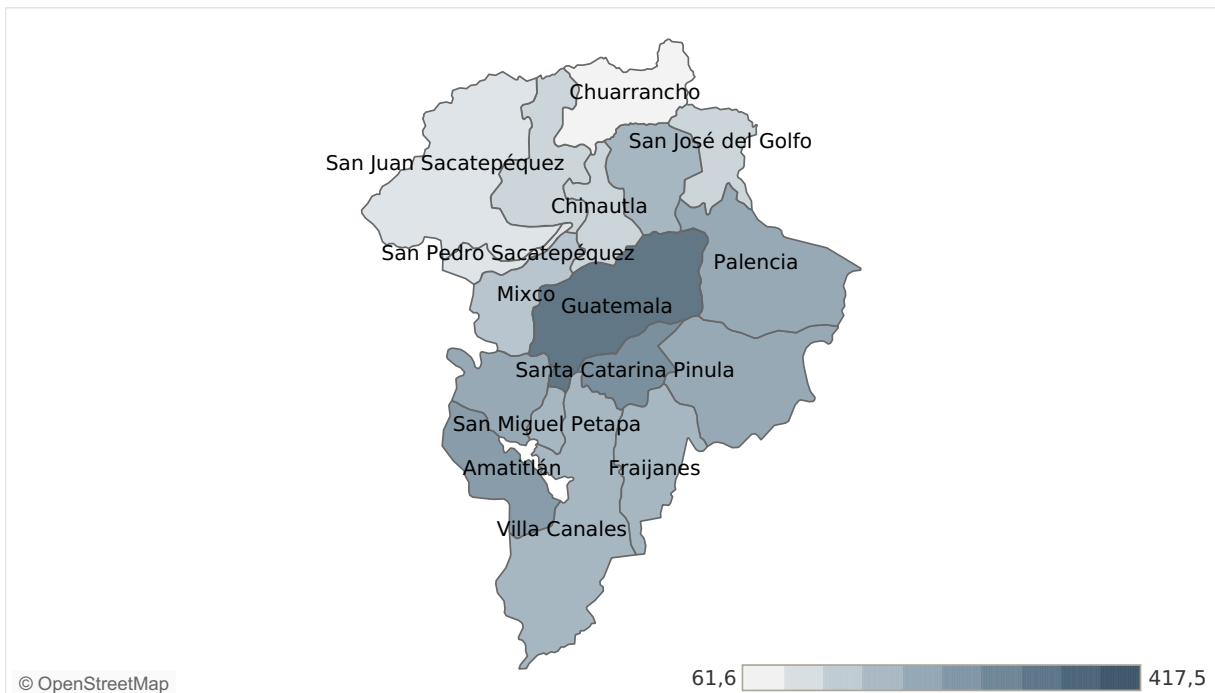 Chuarrancho
San José del Golfo
San Juan Sacatepéquez
Chinautla
San Pedro Sacatepéquez
Palencia
Mixco
Guatemala
Santa Catarina Pinula
San Miguel Petapa
Amatitlán
Fraijanes
Villa Canales
© OpenStreetMap
61,6
417,5